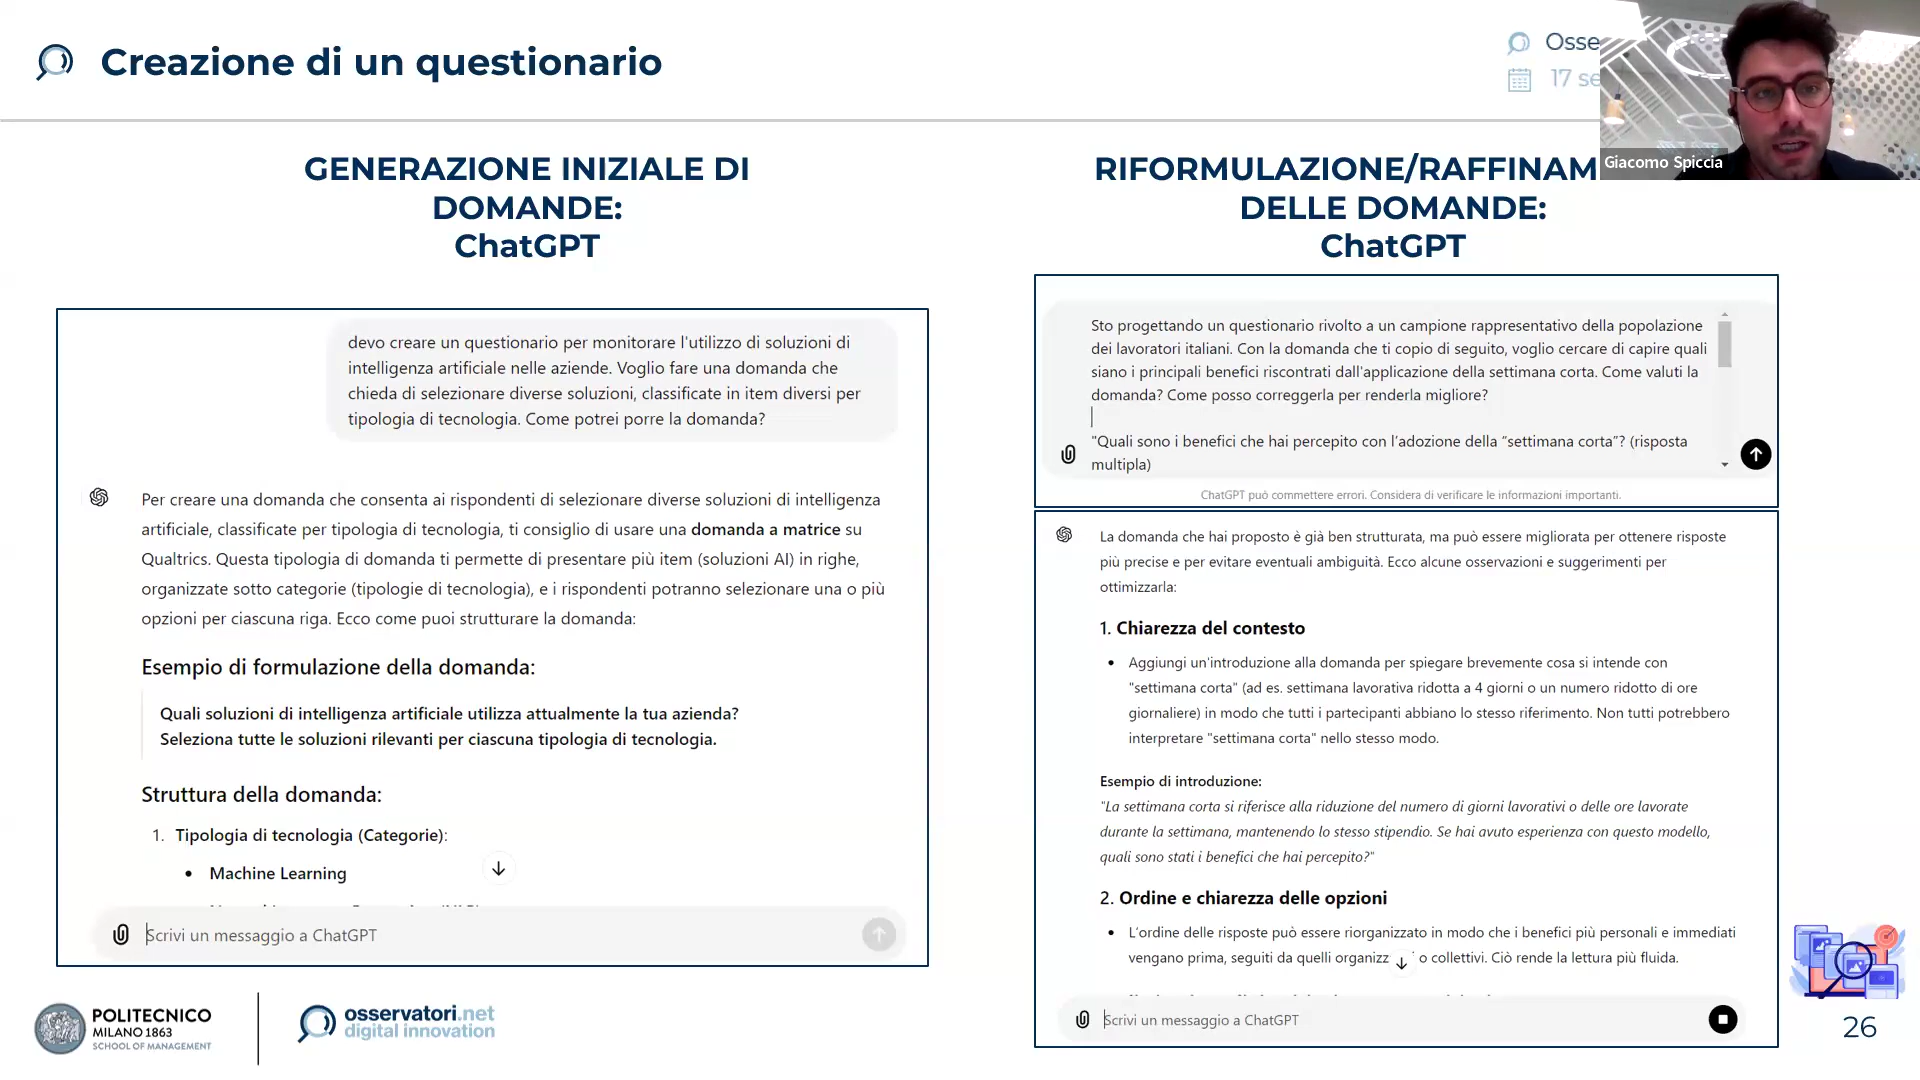 Creazione di un questionario
Osse
17 se
Giacomo Spiccia
GENERAZIONE INIZIALE DI
DOMANDE:
ChatGPT
devo creare un questionario per monitorare l'utilizzo di soluzioni di
intelligenza artificiale nelle aziende. Voglio fare una domanda che
chieda di selezionare diverse soluzioni, classificate in item diversi per
tipologia di tecnologia. Come potrei porre la domanda?
Per creare una domanda che consenta ai rispondenti di selezionare diverse soluzioni di intelligenza
artificiale, classificate per tipologia di tecnologia, ti consiglio di usare una domanda a matrice su
Qualtrics. Questa tipologia di domanda ti permette di presentare più item (soluzioni AI) in righe,
organizzate sotto categorie (tipologie di tecnologia), e i rispondenti potranno selezionare una o più
opzioni per ciascuna riga. Ecco come puoi strutturare la domanda:
Esempio di formulazione della domanda:
Quali soluzioni di intelligenza artificiale utilizza attualmente la tua azienda?
Seleziona tutte le soluzioni rilevanti per ciascuna tipologia di tecnologia.
Struttura della domanda:
1. Tipologia di tecnologia (Categorie):
• Machine Learning
Scrivi un messaggio a ChatGPT
RIFORMULAZIONE/RAFFINAM
DELLE DOMANDE:
ChatGPT
Sto progettando un questionario rivolto a un campione rappresentativo della popolazione
dei lavoratori italiani. Con la domanda che ti copio di seguito, voglio cercare di capire quali
siano i principali benefici riscontrati dall'applicazione della settimana corta. Come valuti la
domanda? Come posso correggerla per renderla migliore?
"Quali sono i benefici che hai percepito con l’adozione della “settimana corta”? (risposta
multipla)
ChatGPT può commettere errori. Considera di verificare le informazioni importanti.
La domanda che hai proposto è già ben strutturata, ma può essere migliorata per ottenere risposte
più precise e per evitare eventuali ambiguità. Ecco alcune osservazioni e suggerimenti per
ottimizzarla:
1. Chiarezza del contesto
• Aggiungi un'introduzione alla domanda per spiegare brevemente cosa si intende con
"settimana corta" (ad es. settimana lavorativa ridotta a 4 giorni o un numero ridotto di ore
giornaliere) in modo che tutti i partecipanti abbiano lo stesso riferimento. Non tutti potrebbero
interpretare "settimana corta" nello stesso modo.
Esempio di introduzione:
"La settimana corta si riferisce alla riduzione del numero di giorni lavorativi o delle ore lavorate
durante la settimana, mantenendo lo stesso stipendio. Se hai avuto esperienza con questo modello,
quali sono stati i benefici che hai percepito?"
2. Ordine e chiarezza delle opzioni
• L'ordine delle risposte può essere riorganizzato in modo che i benefici più personali e immediati
vengano prima, seguiti da quelli organizz o collettivi. Ciò rende la lettura più fluida.
Scrivi un messaggio a ChatGPT
POLITECNICO
MILANO 1863
SCHOOL OF MANAGEMENT
osservatori.net
digital innovation
26